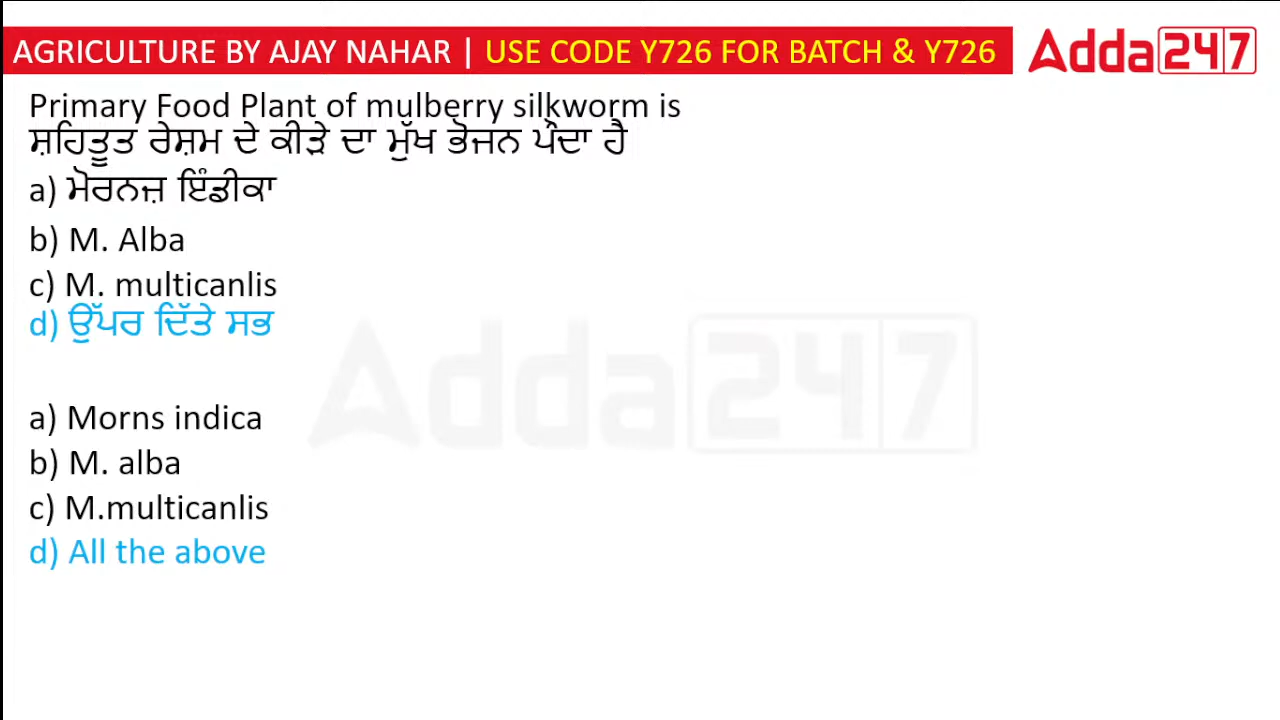 AGRICULTURE BY AJAY NAHAR | USE CODE Y726 FOR BATCH & Y726
Adda247
Primary Food Plant of mulberry silkworm is
ਸ਼ਹਿਤੂਤ ਰੇਸ਼ਮ ਦੇ ਕੀੜੇ ਦਾ ਮੁੱਖ ਭੋਜਨ ਪੌਦਾ ਹੈ
a) ਮੋਰਨਜ਼ ਇੰਡੀਕਾ
b) M. Alba
c) M. multicanlis
d) ਉੱਪਰ ਦਿੱਤੇ ਸਭ
Adda247
a) Morns indica
b) M. alba
c) M.multicanlis
d) All the above